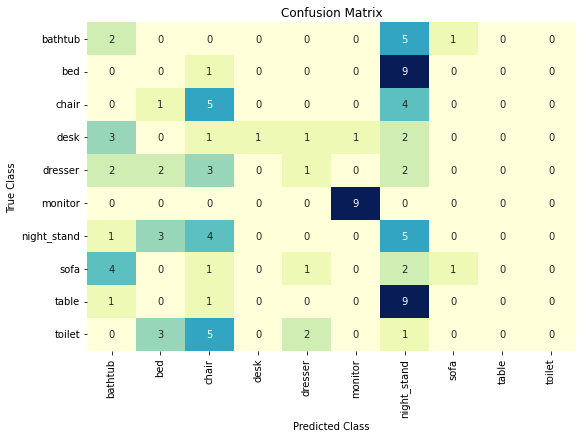 Confusion Matrix
True Class
bathtub 2 0 0 0 0 0 5 1 0 0
bed 0 0 1 0 0 0 9 0 0 0
chair 0 1 5 0 0 0 4 0 0 0
desk 3 0 1 1 1 1 2 0 0 0
dresser 2 2 3 0 1 0 2 0 0 0
monitor 0 0 0 0 0 9 0 0 0 0
night_stand 1 3 4 0 0 0 5 0 0 0
sofa 4 0 1 0 1 0 2 1 0 0
table 1 0 1 0 0 0 9 0 0 0
toilet 0 3 5 0 2 0 1 0 0 0
bathtub bed chair desk dresser monitor night_stand sofa table toilet
Predicted Class